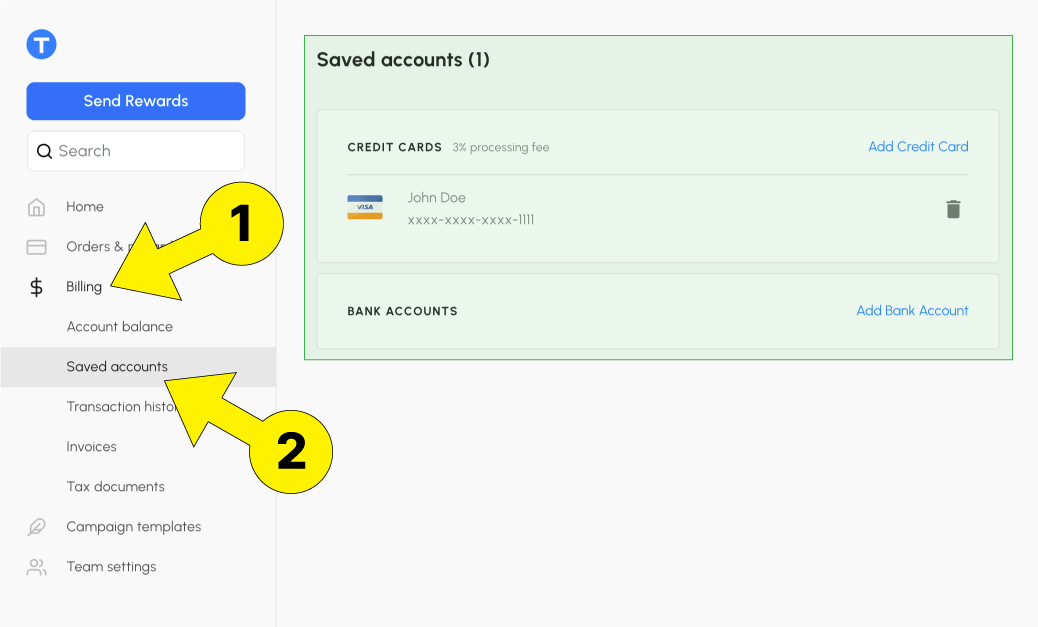 T
Send Rewards
Search
Home
Orders &
Billing
Account balance
Saved accounts
Transaction histo
Invoices
Tax documents
Campaign templates
Team settings
1
2
Saved accounts (1)
CREDIT CARDS 3% processing fee Add Credit Card
VISA
John Doe
xxxx-xxxx-xxxx-1111
BANK ACCOUNTS Add Bank Account